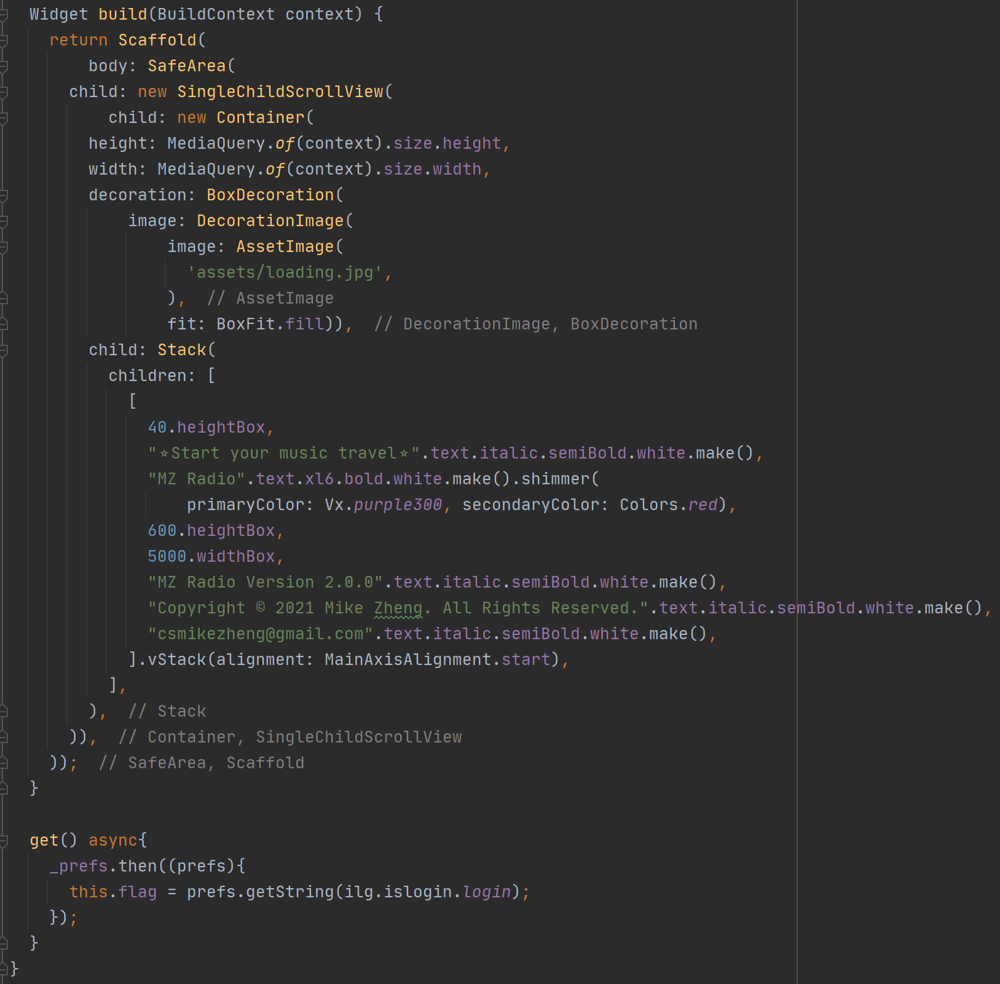 Widget build(BuildContext context) {
return Scaffold(
body: SafeArea(
child: new SingleChildScrollView(
child: new Container(
height: MediaQuery.of(context).size.height,
width: MediaQuery.of(context).size.width,
decoration: BoxDecoration(
image: DecorationImage(
image: AssetImage(
'assets/loading.jpg',
), // AssetImage
fit: BoxFit.fill)), // DecorationImage, BoxDecoration
child: Stack(
children: [
[
40.heightBox,
"⭐Start your music travel⭐".text.italic.semiBold.white.make(),
"MZ Radio".text.xl6.bold.white.make().shimmer(
primaryColor: Vx.purple300, secondaryColor: Colors.red),
600.heightBox,
5000.widthBox,
"MZ Radio Version 2.0.0".text.italic.semiBold.white.make(),
"Copyright © 2021 Mike Zheng. All Rights Reserved.".text.italic.semiBold.white.make(),
"csmikezheng@gmail.com".text.italic.semiBold.white.make(),
].vStack(alignment: MainAxisAlignment.start),
],
), // Stack
)), // Container, SingleChildScrollView
)); // SafeArea, Scaffold
}
get() async{
_prefs.then((prefs){
this.flag = prefs.getString(ilg.islogin.login);
});
}
}